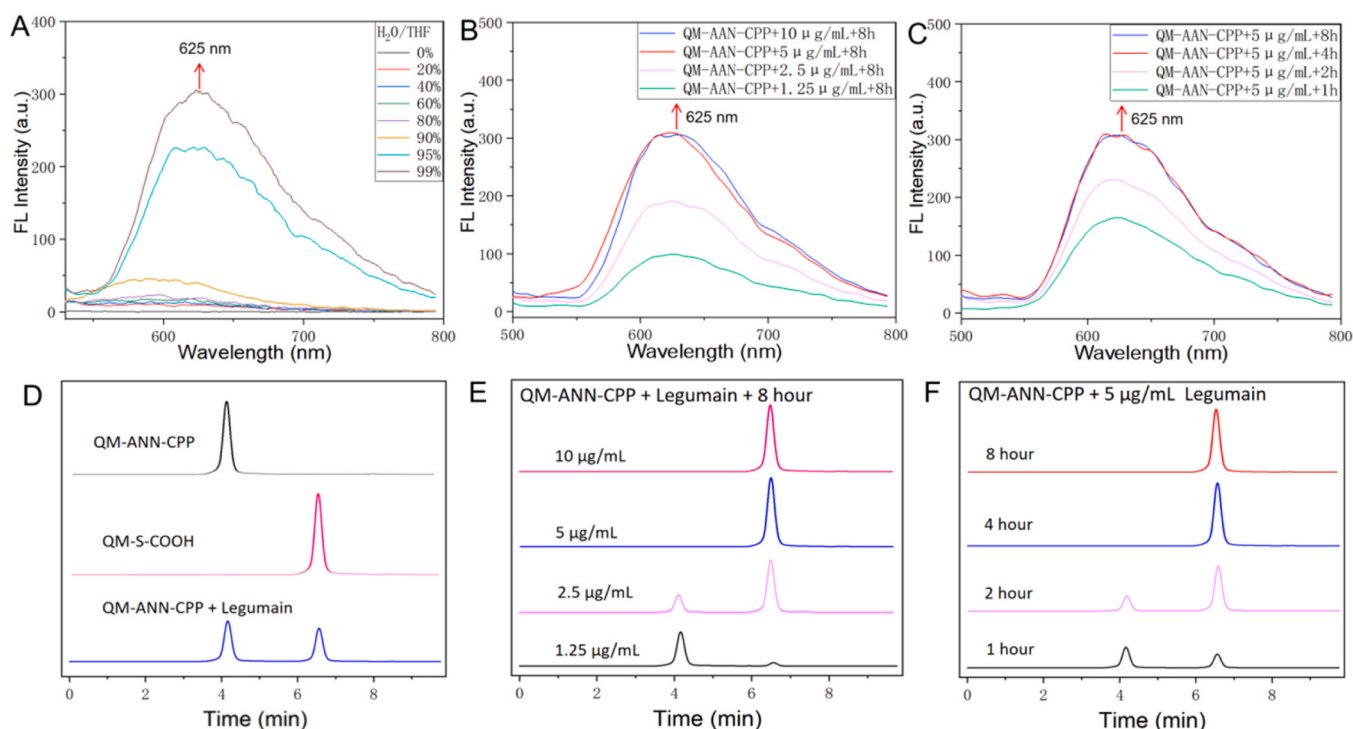 A
FL Intensity (a.u.)
400
300
200
100
0
600
700
800
Wavelength (nm)
625 nm
H₂O/THF
0%
20%
40%
60%
80%
90%
95%
99%
B
FL Intensity (a.u.)
500
400
300
200
100
0
500
600
700
800
Wavelength (nm)
625 nm
QM-AAN-CPP+10μg/mL+8h
QM-AAN-CPP+5 μg/mL+8h
QM-AAN-CPP+2.5 μg/mL+8h
QM-AAN-CPP+1.25μg/mL+8h
C
FL Intensity (a.u.)
500
400
300
200
100
0
500
600
700
800
Wavelength (nm)
625 nm
QM-AAN-CPP+5 μg/mL+8h
QM-AAN-CPP+5 μg/mL+4h
QM-AAN-CPP+5 μg/mL+2h
QM-AAN-CPP+5 μg/mL+1h
D
QM-ANN-CPP
QM-S-COOH
QM-ANN-CPP + Legumain
0
2
4
6
8
Time (min)
E
QM-ANN-CPP + Legumain + 8 hour
10 μg/mL
5 μg/mL
2.5 μg/mL
1.25 μg/mL
0
2
4
6
8
Time (min)
F
QM-ANN-CPP + 5 μg/mL Legumain
8 hour
4 hour
2 hour
1 hour
0
2
4
6
8
Time (min)